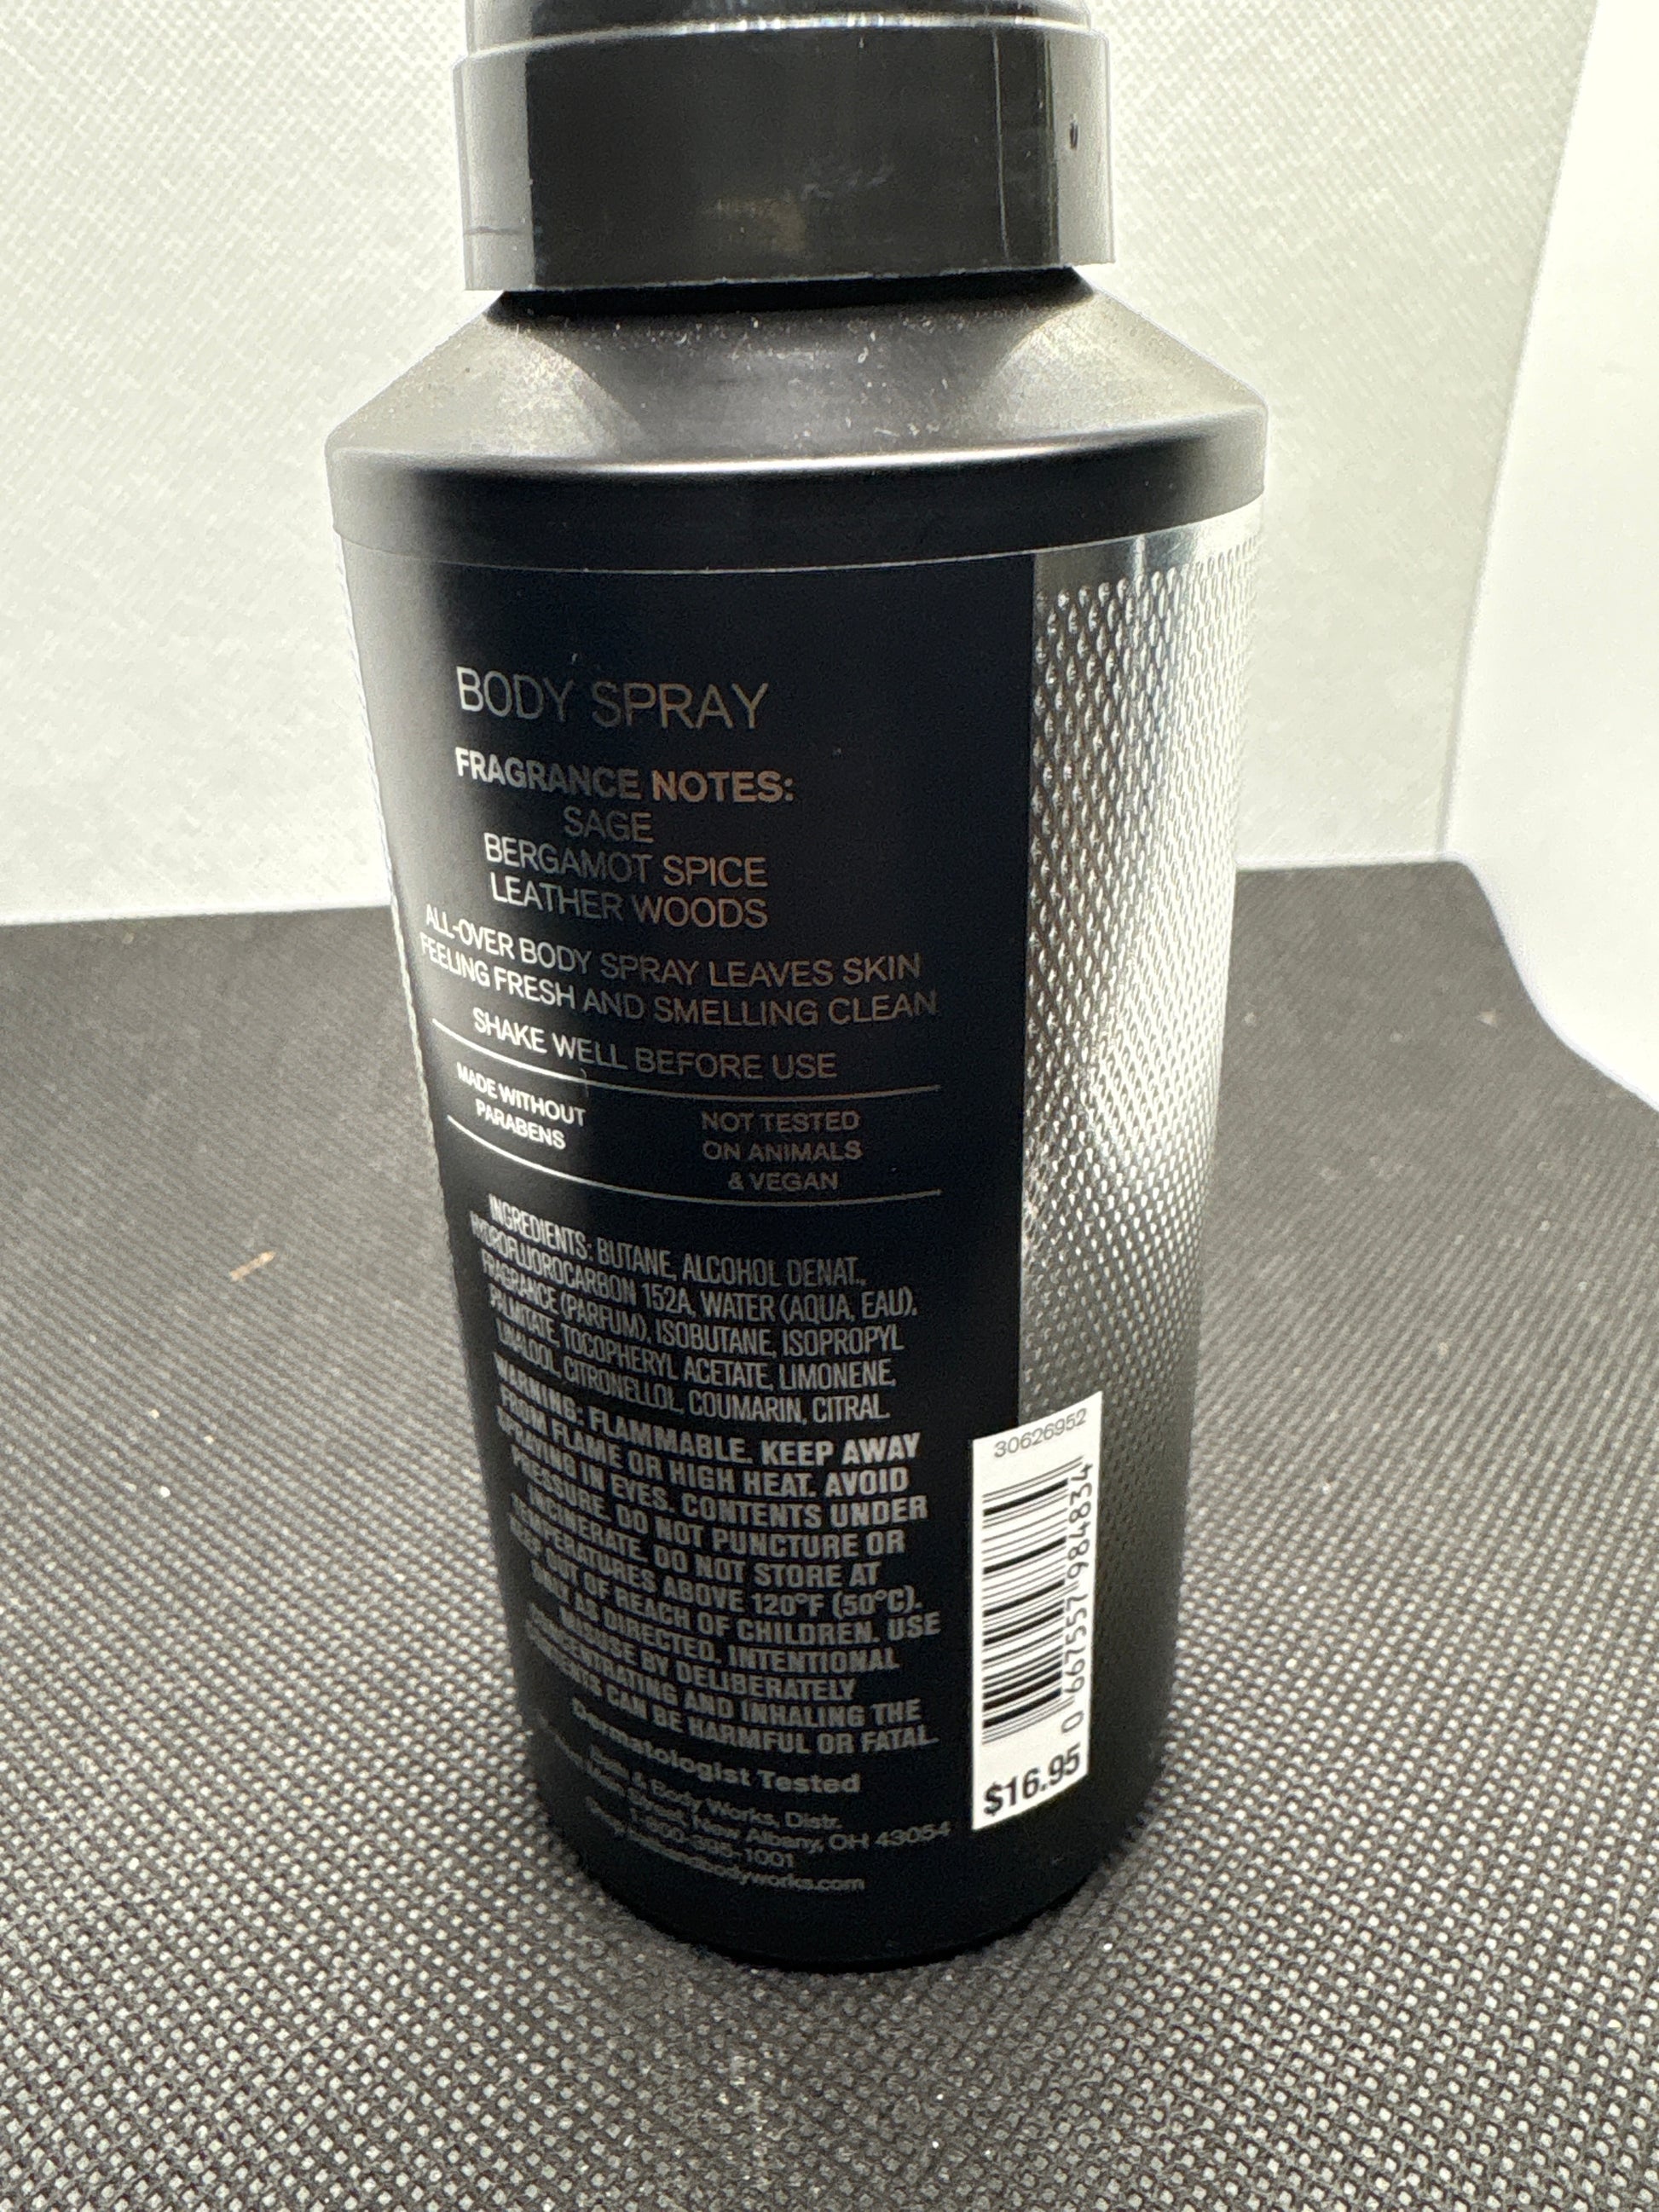 BODY SPRAY
FRAGRANCE NOTES:
SAGE
BERGAMOT SPICE
LEATHER WOODS
ALL-OVER BODY SPRAY LEAVES SKIN
FEELING FRESH AND SMELLING CLEAN
SHAKE WELL BEFORE USE
MADE WITHOUT
PARABENS
NOT TESTED
ON ANIMALS
& VEGAN
INGREDIENTS: BUTANE, ALCOHOL DENAT.,
HYDROFLUOROCARBON 152A, WATER (AQUA, EAU),
FRAGRANCE (PARFUM), ISOBUTANE, ISOPROPYL
PALMITATE, TOCOPHERYL ACETATE, LIMONENE,
LINALOOL, CITRONELLOL, COUMARIN, CITRAL.
WARNING: FLAMMABLE. KEEP AWAY
FROM FLAME OR HIGH HEAT. AVOID
SPRAYING IN EYES. CONTENTS UNDER
PRESSURE. DO NOT PUNCTURE OR
INCINERATE. DO NOT STORE AT
TEMPERATURES ABOVE 120°F (50°C).
KEEP OUT OF REACH OF CHILDREN. USE
ONLY AS DIRECTED. INTENTIONAL
MISUSE BY DELIBERATELY
CONCENTRATING AND INHALING THE
CONTENTS CAN BE HARMFUL OR FATAL.
Dermatologist Tested
Bath & Body Works, Distr.
Main Street, New Albany, OH 43054
1-800-395-1001
30626952
0 667557 984834
$16.95